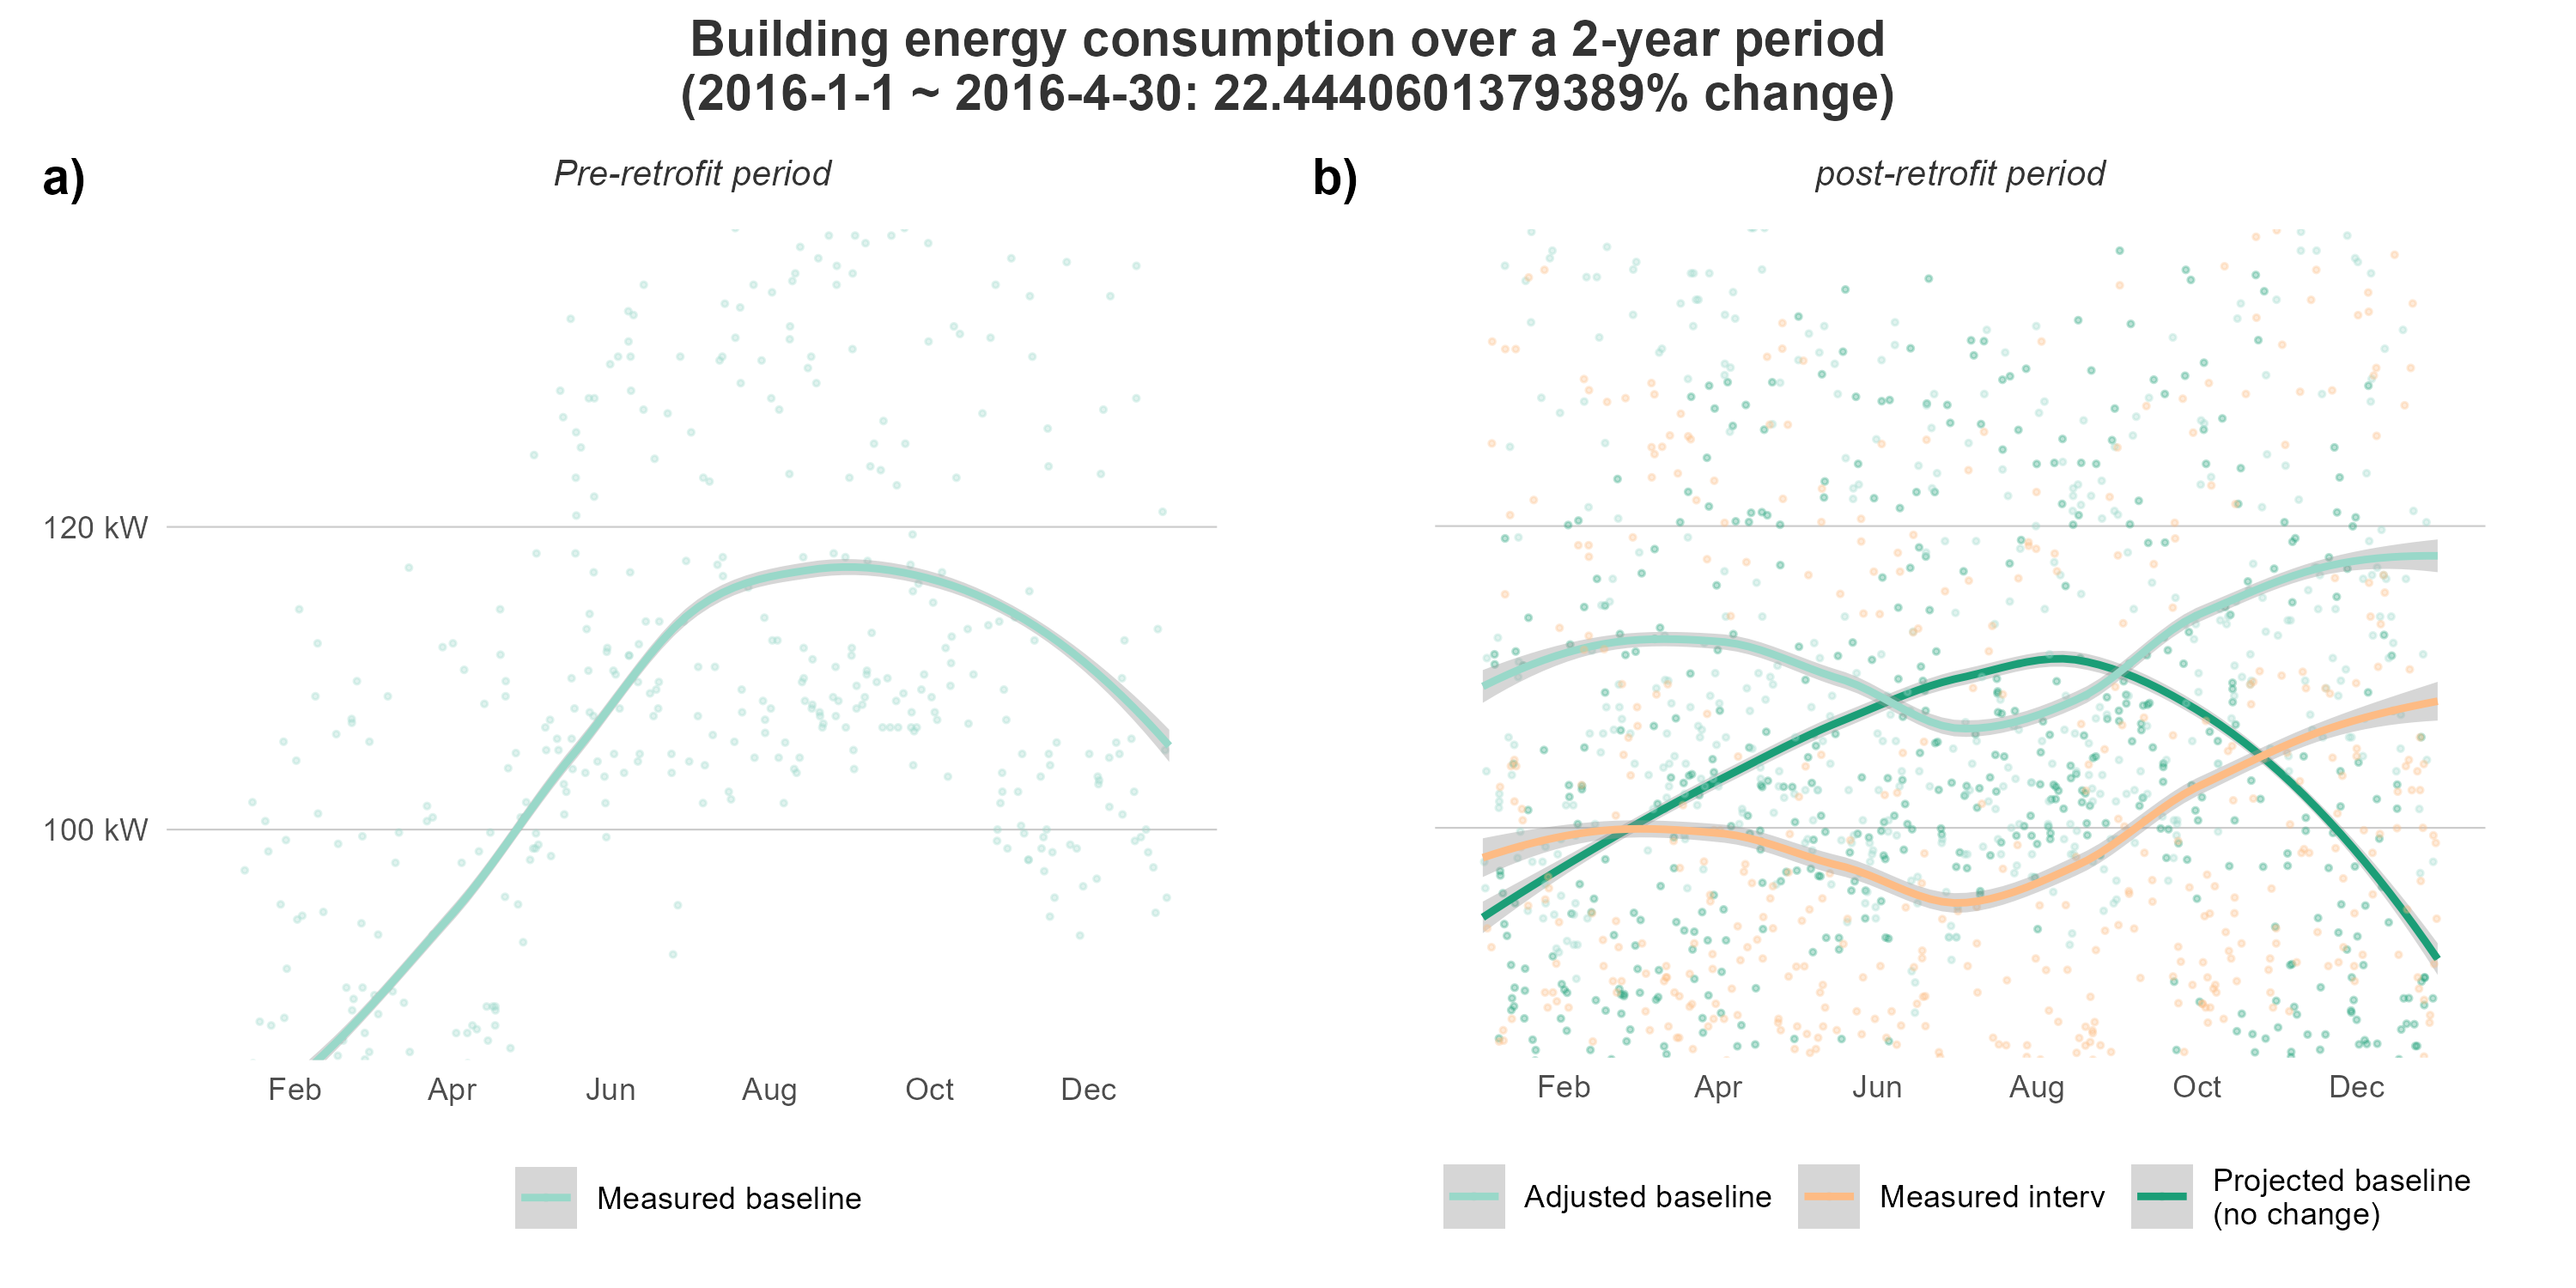 Building energy consumption over a 2-year period
(2016-1-1 ~ 2016-4-30: 22.4440601379389% change)
a)
Pre-retrofit period
120 kW
100 kW
Feb Apr Jun Aug Oct Dec
Measured baseline
b)
post-retrofit period
Feb Apr Jun Aug Oct Dec
Adjusted baseline
Measured interv
Projected baseline
(no change)